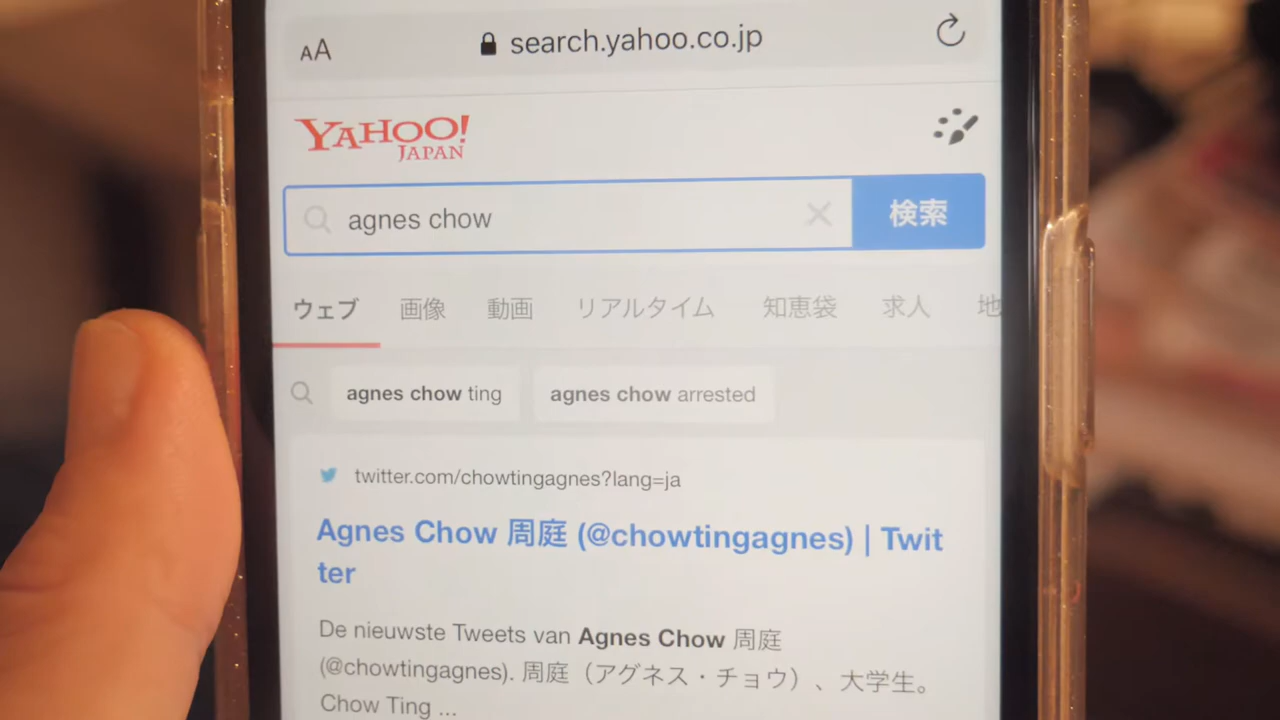 AA search.yahoo.co.jp
YAHOO!
JAPAN
agnes chow 検索
ウェブ 画像 動画 リアルタイム 知恵袋 求人 地
agnes chow ting agnes chow arrested
twitter.com/chowtingagnes?lang=ja
Agnes Chow 周庭 (@chowtingagnes) | Twit
ter
De nieuwste Tweets van Agnes Chow 周庭
(@chowtingagnes). 周庭（アグネス・チョウ）、大学生。
Chow Ting ...